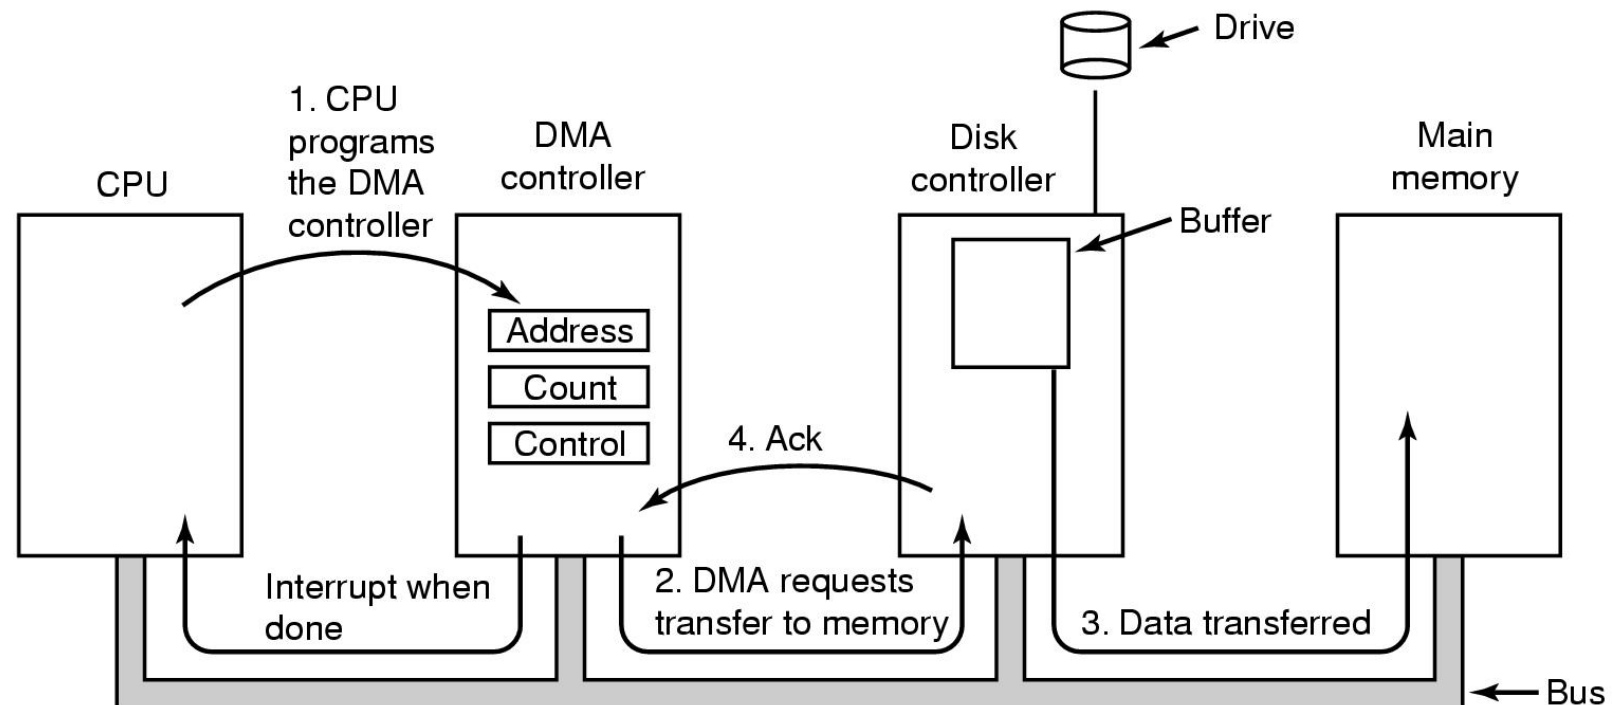 Drive
1. CPU
programs
the DMA
controller
CPU
DMA
controller
Disk
controller
Main
memory
Buffer
Address
Count
Control
4. Ack
Interrupt when
done
2. DMA requests
transfer to memory
3. Data transferred
Bus